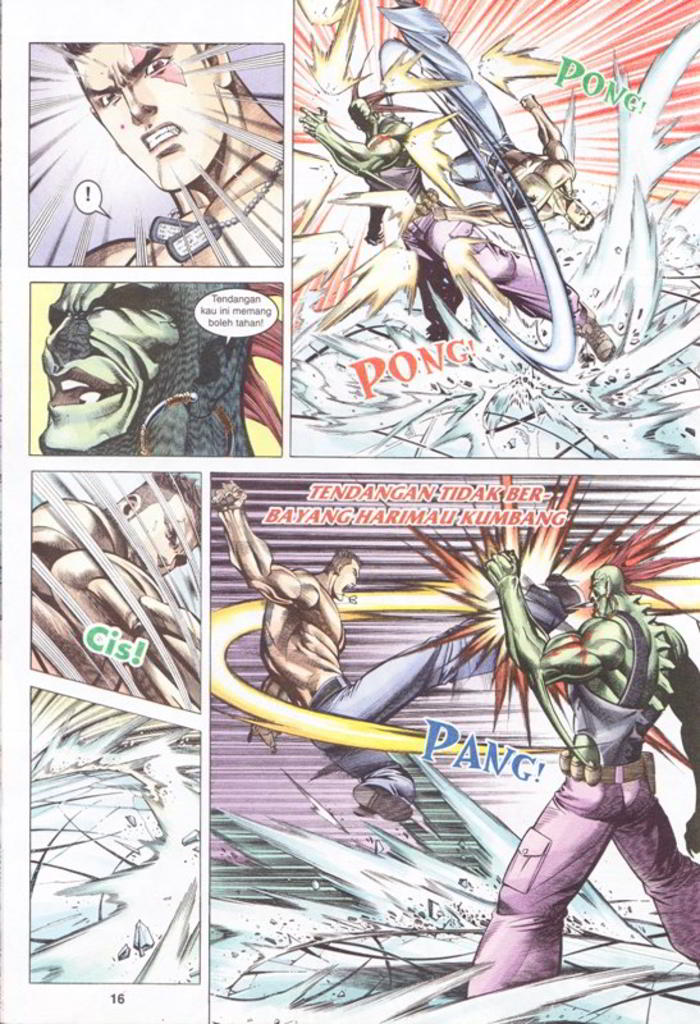 !
PONG!
PONG!
Tendangan
kau ini memang
boleh tahan!
Cis!
TENDANGAN TIDAK BER-
BAYANG HARIMAU KUMBANG
PANG!
16